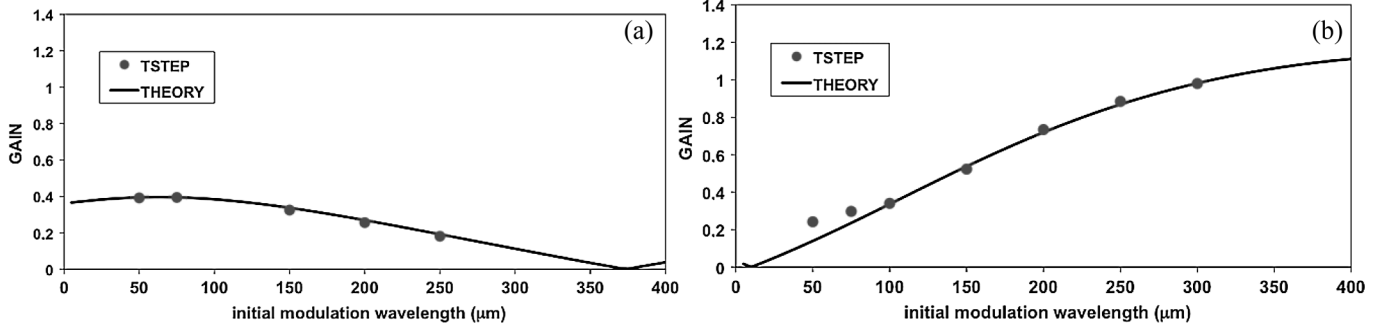 (a)
1.4
1.2
1
0.8
0.6
0.4
0.2
0
GAIN
TSTEP
THEORY
0 50 100 150 200 250 300 350 400
initial modulation wavelength (μm)
(b)
1.4
1.2
1
0.8
0.6
0.4
0.2
0
GAIN
TSTEP
THEORY
0 50 100 150 200 250 300 350 400
initial modulation wavelength (μm)